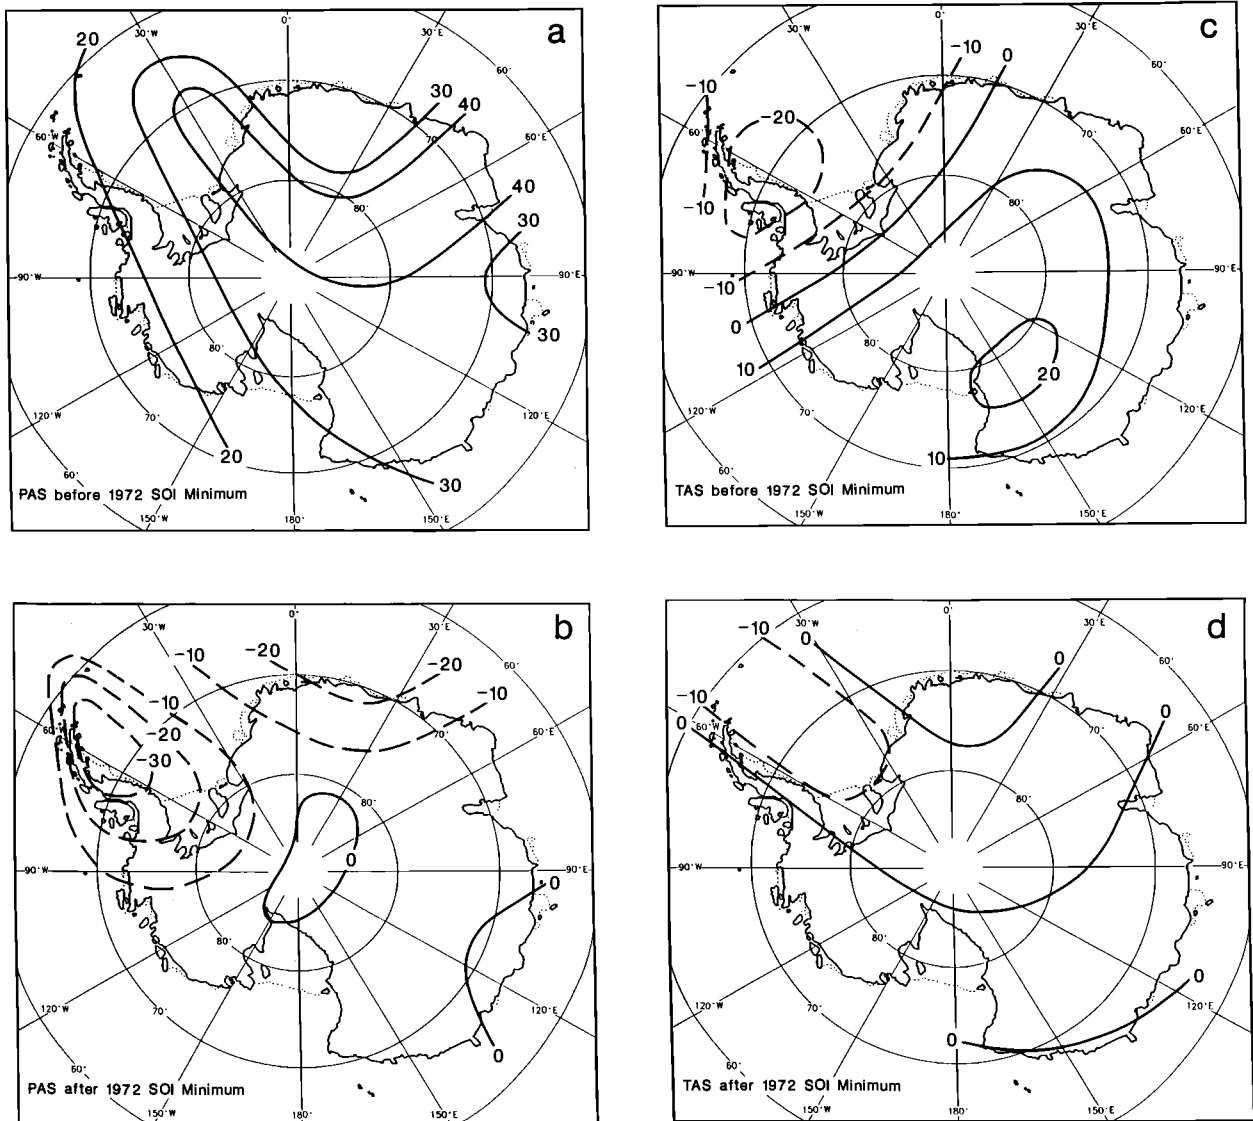 a
0·
30·W
30·E
20
60·E
30
40
70·
60·W
80·
40
30
90·W
90·E
30
80·
120·W
120·E
70·
20
30
60·
PAS before 1972 SOI Minimum
150·W
180·
150·E
c
0·
30·W
30·E
-10
0
60·E
-10
-20
70·
60·W
80·
-10
90·W
90·E
-10
0
80·
10
20
120·W
120·E
70·
10
60·
TAS before 1972 SOI Minimum
150·W
180·
150·E
b
0·
30·W
30·E
-10
-20
-20
60·E
-10
-10
60·W
-20
70·
-30
80·
0
90·W
90·E
0
80·
120·W
120·E
70·
0
60·
PAS after 1972 SOI Minimum
150·W
180·
150·E
d
0·
30·W
30·E
-10
0
0
60·E
-10
0
60·W
0
70·
80·
90·W
90·E
80·
0
120·W
120·E
70·
0
60·
TAS after 1972 SOI Minimum
150·W
180·
150·E